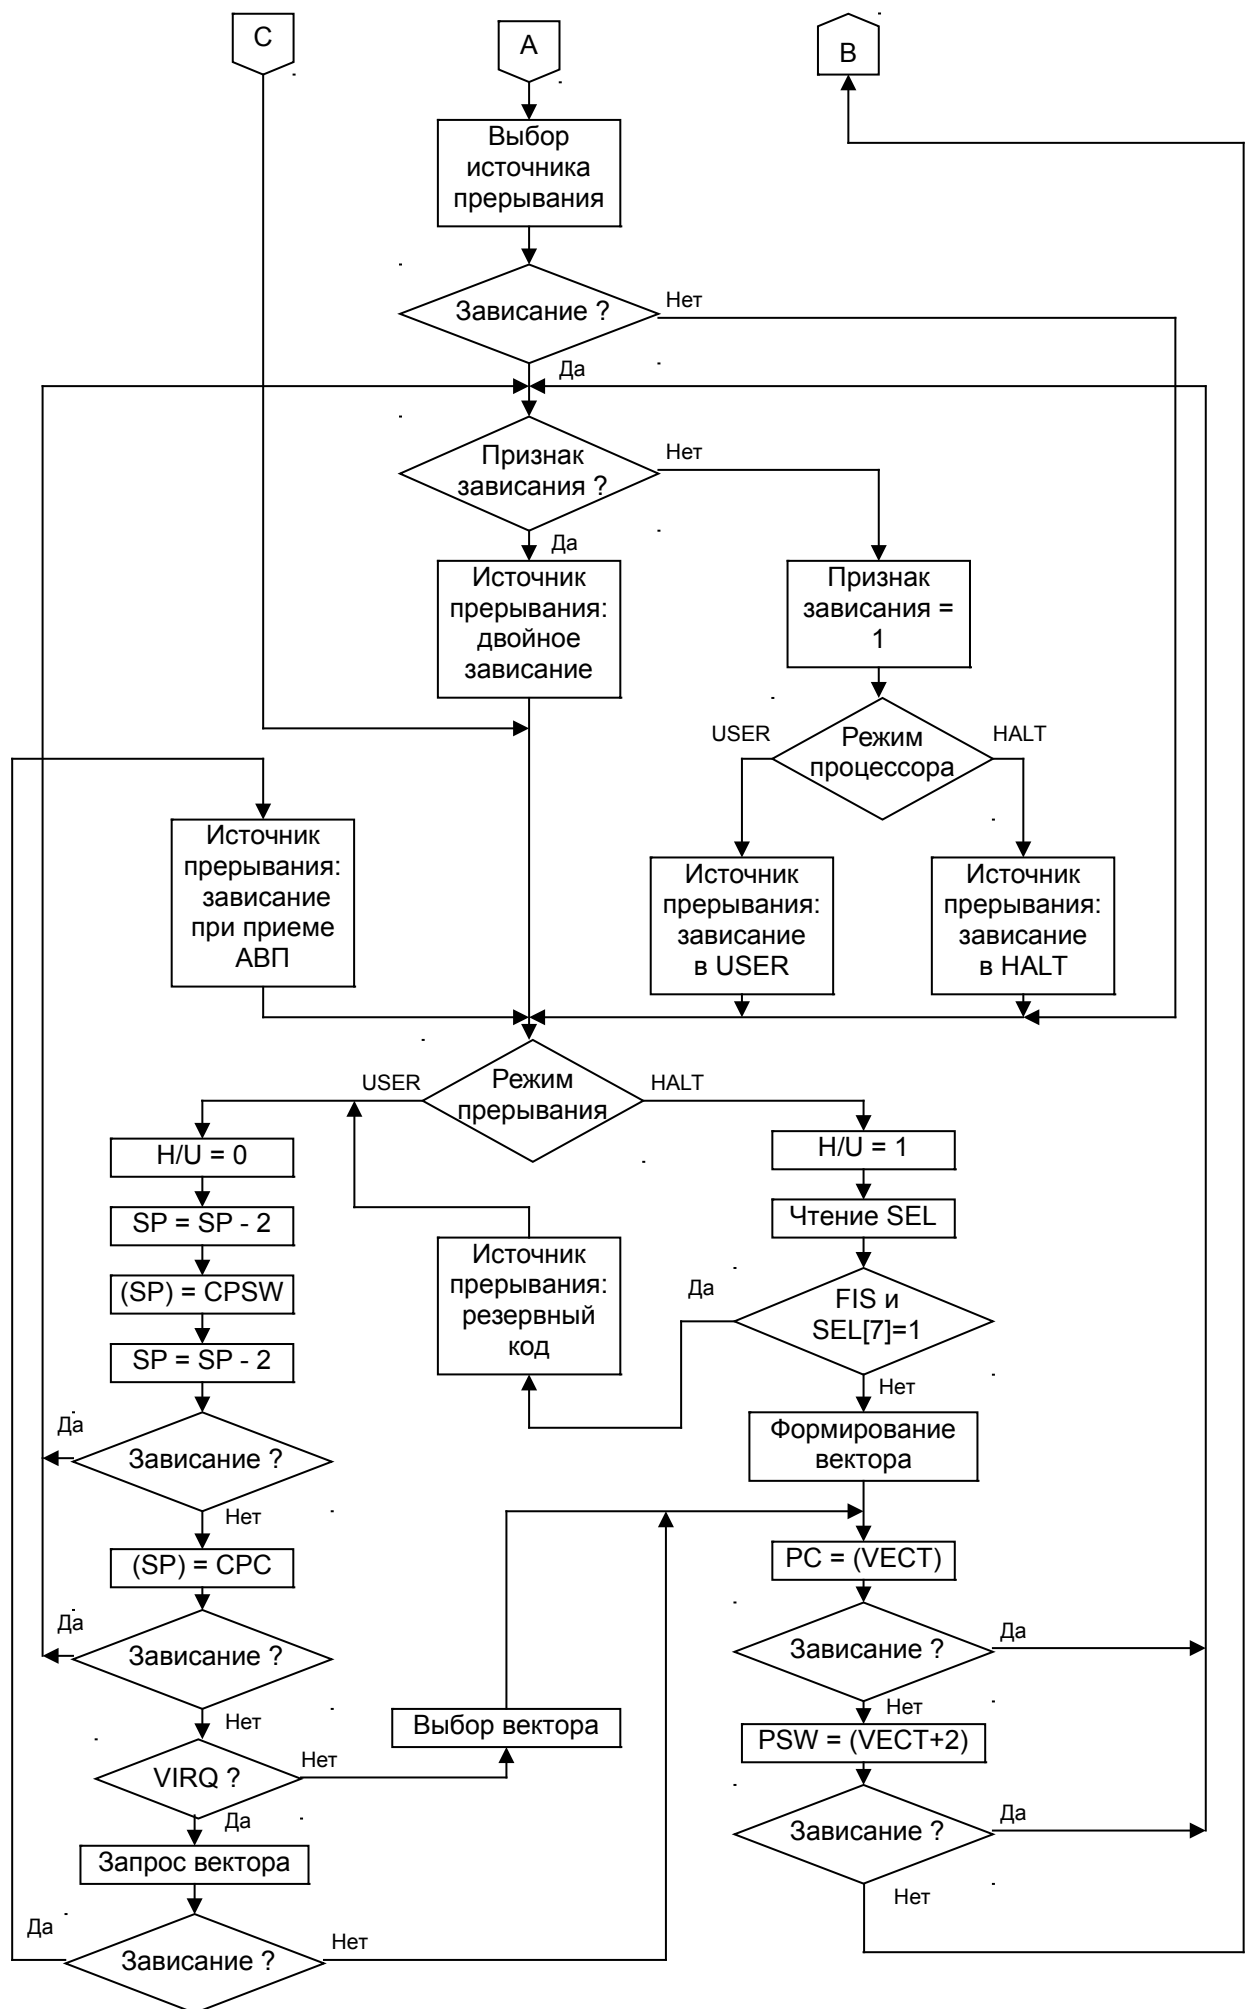 C
A
B
Выбор
источника
прерывания
Зависание ?
Нет
Да
Признак
зависания ?
Нет
Да
Источник
прерывания:
двойное
зависание
Признак
зависания =
1
USER
Режим
процессора
HALT
Источник
прерывания:
зависание
при приеме
АВП
Источник
прерывания:
зависание
в USER
Источник
прерывания:
зависание
в HALT
USER
Режим
прерывания
HALT
H/U = 0
H/U = 1
SP = SP - 2
Чтение SEL
(SP) = CPSW
Источник
прерывания:
резервный
код
Да
FIS и
SEL[7]=1
SP = SP - 2
Нет
Да
Зависание ?
Формирование
вектора
Нет
(SP) = CPC
PC = (VECT)
Да
Зависание ?
Зависание ?
Да
Нет
Нет
Выбор вектора
PSW = (VECT+2)
VIRQ ?
Нет
Да
Зависание ?
Да
Запрос вектора
Нет
Да
Зависание ?
Нет